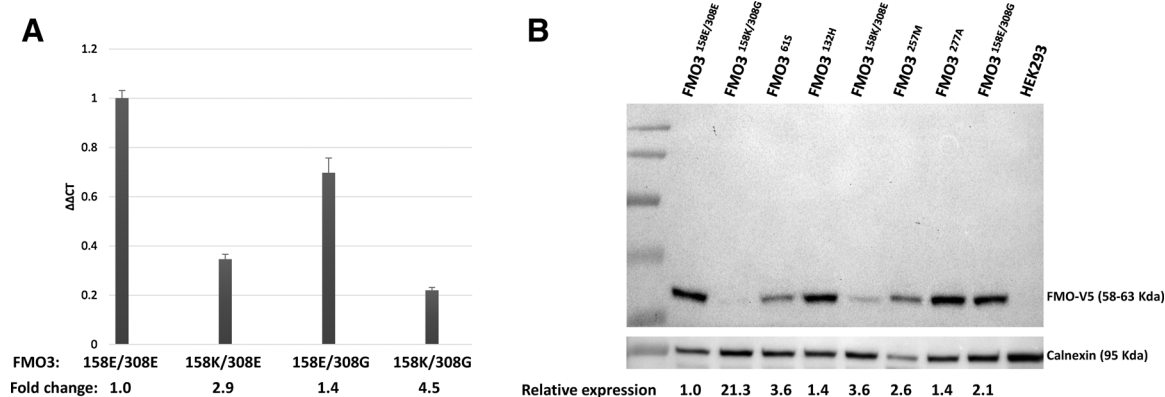 A
1.2
1
0.8
0.6
0.4
0.2
0
ΔΔCT
FMO3: 158E/308E 158K/308E 158E/308G 158K/308G
Fold change: 1.0 2.9 1.4 4.5
B
FMO3 158E/308E
FMO3 158K/308G
FMO3 61S
FMO3 132H
FMO3 158K/308E
FMO3 257M
FMO3 277A
FMO3 158E/308G
HEK293
FMO-V5 (58-63 Kda)
Calnexin (95 Kda)
Relative expression 1.0 21.3 3.6 1.4 3.6 2.6 1.4 2.1